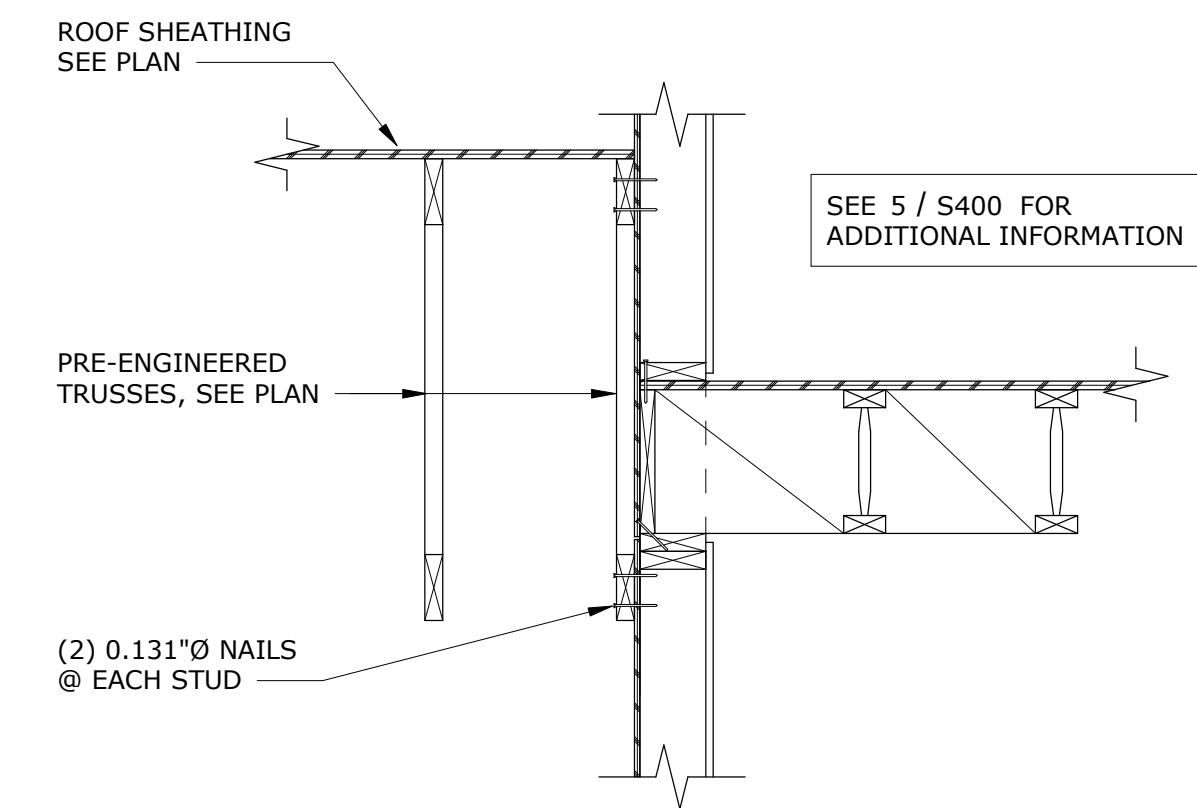 ROOF SHEATHING
SEE PLAN
SEE 5 / S400 FOR
ADDITIONAL INFORMATION
PRE-ENGINEERED
TRUSSES, SEE PLAN
(2) 0.131"Ø NAILS
@ EACH STUD